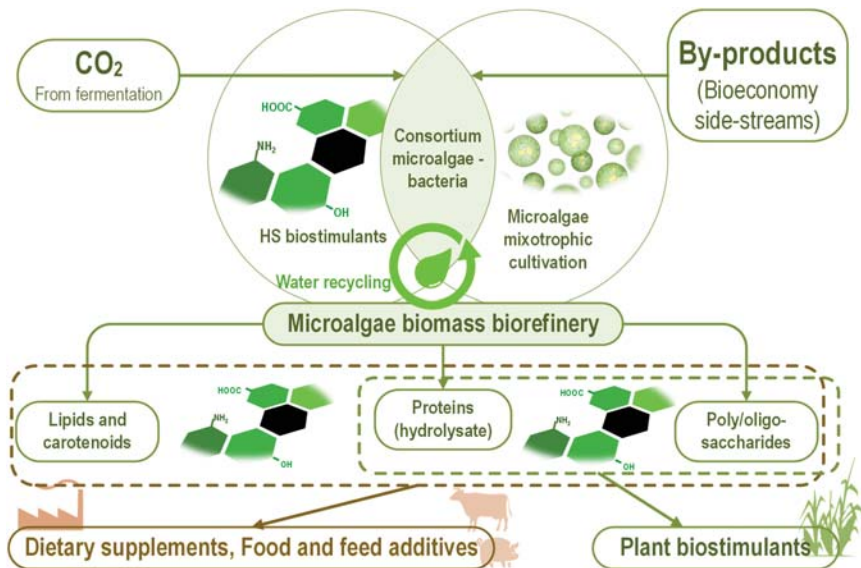 CO₂
From fermentation
By-products
(Bioeconomy
side-streams)
HOOC
NH₂
OH
HS biostimulants
Consortium
microalgae -
bacteria
Microalgae
mixotrophic
cultivation
Water recycling
Microalgae biomass biorefinery
Lipids and
carotenoids
HOOC
NH₂
OH
Proteins
(hydrolysate)
HOOC
NH₂
OH
Poly/oligo-
saccharides
Dietary supplements, Food and feed additives
Plant biostimulants